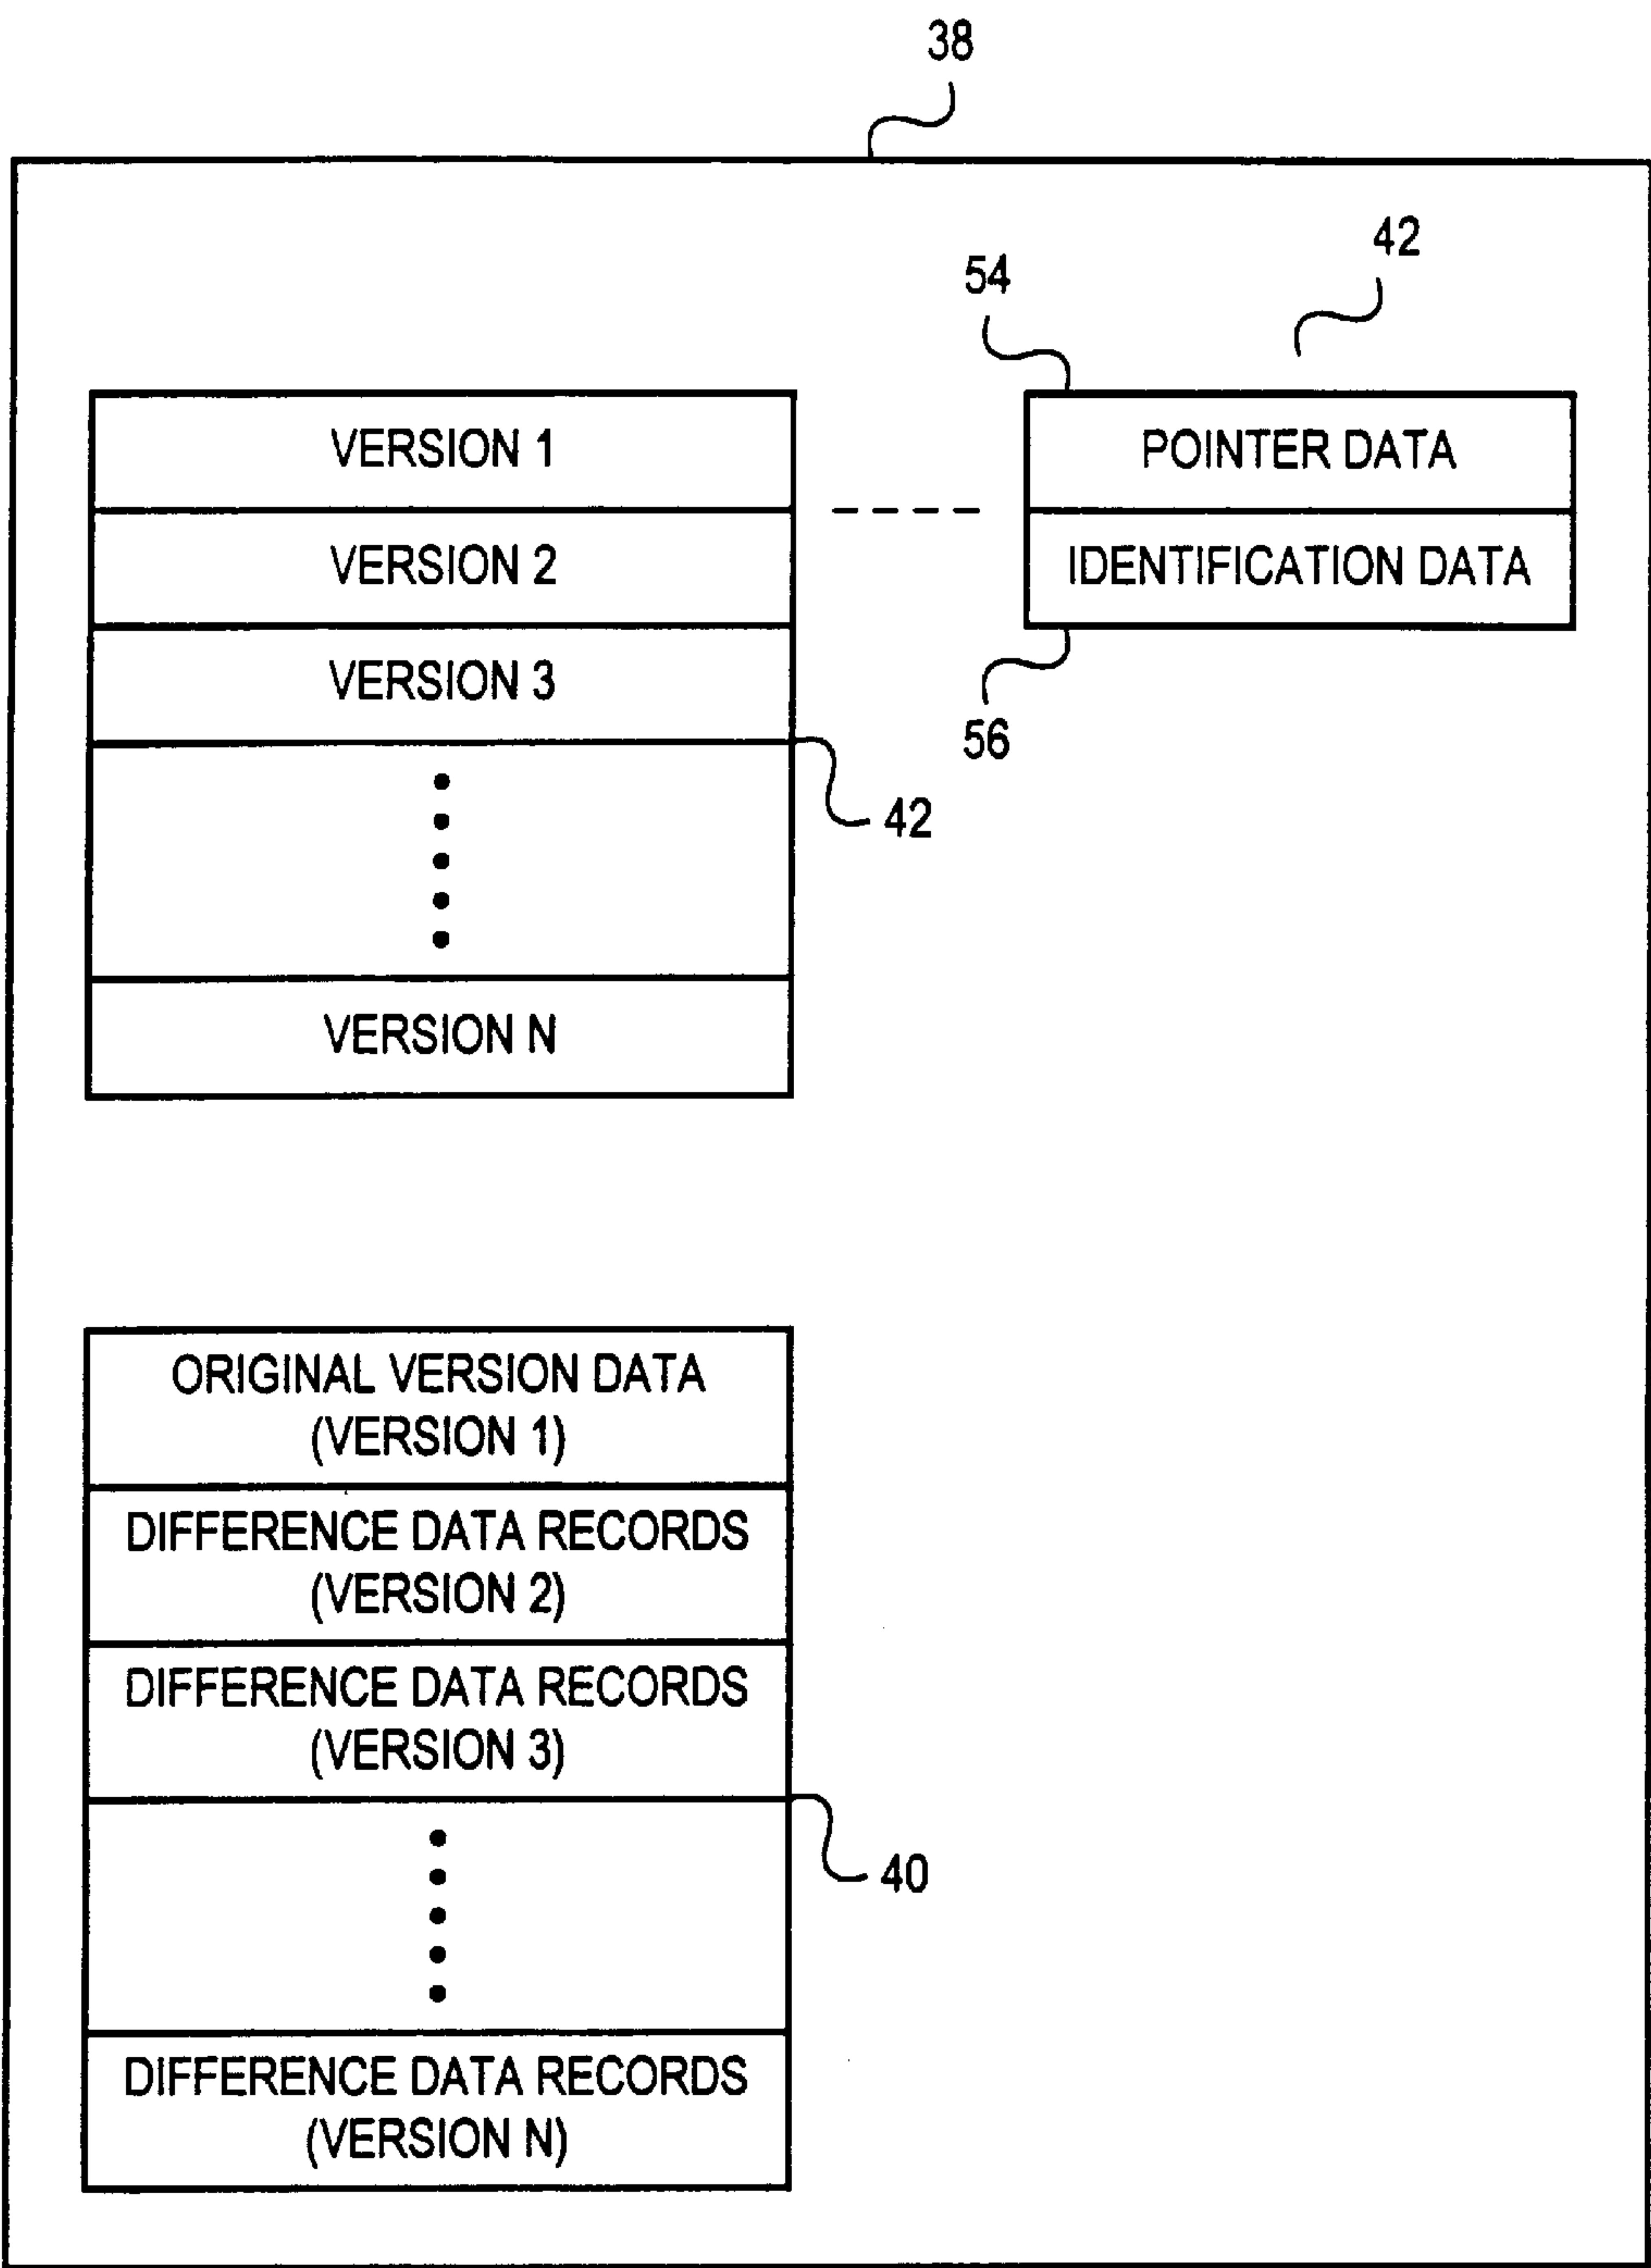 38
42
54
VERSION 1
POINTER DATA
VERSION 2
IDENTIFICATION DATA
VERSION 3
56
42
VERSION N
ORIGINAL VERSION DATA
(VERSION 1)
DIFFERENCE DATA RECORDS
(VERSION 2)
DIFFERENCE DATA RECORDS
(VERSION 3)
40
DIFFERENCE DATA RECORDS
(VERSION N)